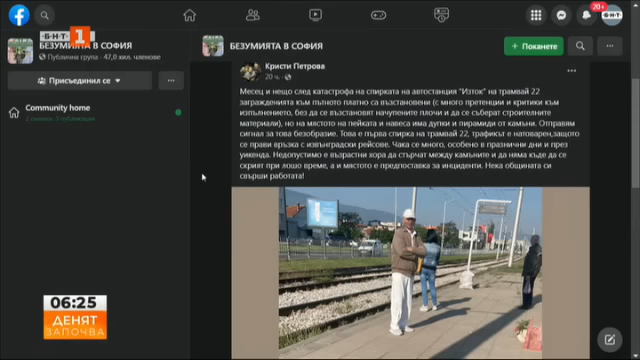 БНТ 1
20+
БНТ
БЕЗУМИЯТА В СОФИЯ
Публична група · 47,0 хил. членове
Присъединил се
Community home
БЕЗУМИЯТА В СОФИЯ
+ Поканете
Кристи Петрова
20 ч.
Месец и нещо след катастрофа на спирката на автостанция "Изток" на трамвай 22
загражденията към пътното платно са възстановени (с много претенции и критики към
изпълнението, без да се възстановят начупените плочи и да се съберат строителните
материали), но на мястото на пейката и навеса има дупки и пирамиди от камъни. Отправям
сигнал за това безобразие. Това е първа спирка на трамвай 22, трафикът е натоварен,защото
се прави връзка с извънградски рейсове. Чака се много, особено в празнични дни и през
уикенда. Недопустимо е възрастни хора да стърчат между камъните и да няма къде да се
скрият при лошо време, а и мястото е предпоставка за инциденти. Нека общината си
свърши работата!
06:25
ДЕНЯТ
ЗАПОЧВА